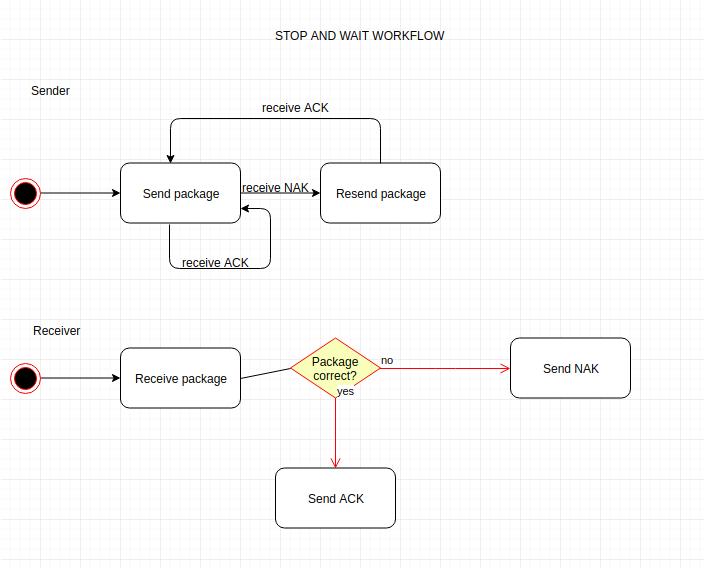 STOP AND WAIT WORKFLOW
Sender
receive ACK
Send package
receive NAK
Resend package
receive ACK
Receiver
Receive package
Package
correct?
no
yes
Send NAK
Send ACK